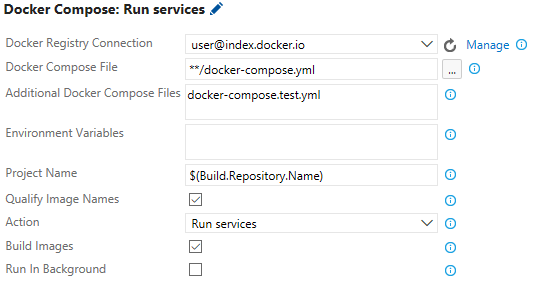 Docker Compose: Run services
Docker Registry Connection user@index.docker.io Manage
Docker Compose File **/docker-compose.yml ...
Additional Docker Compose Files docker-compose.test.yml
Environment Variables
Project Name $(Build.Repository.Name)
Qualify Image Names
Action Run services
Build Images
Run In Background